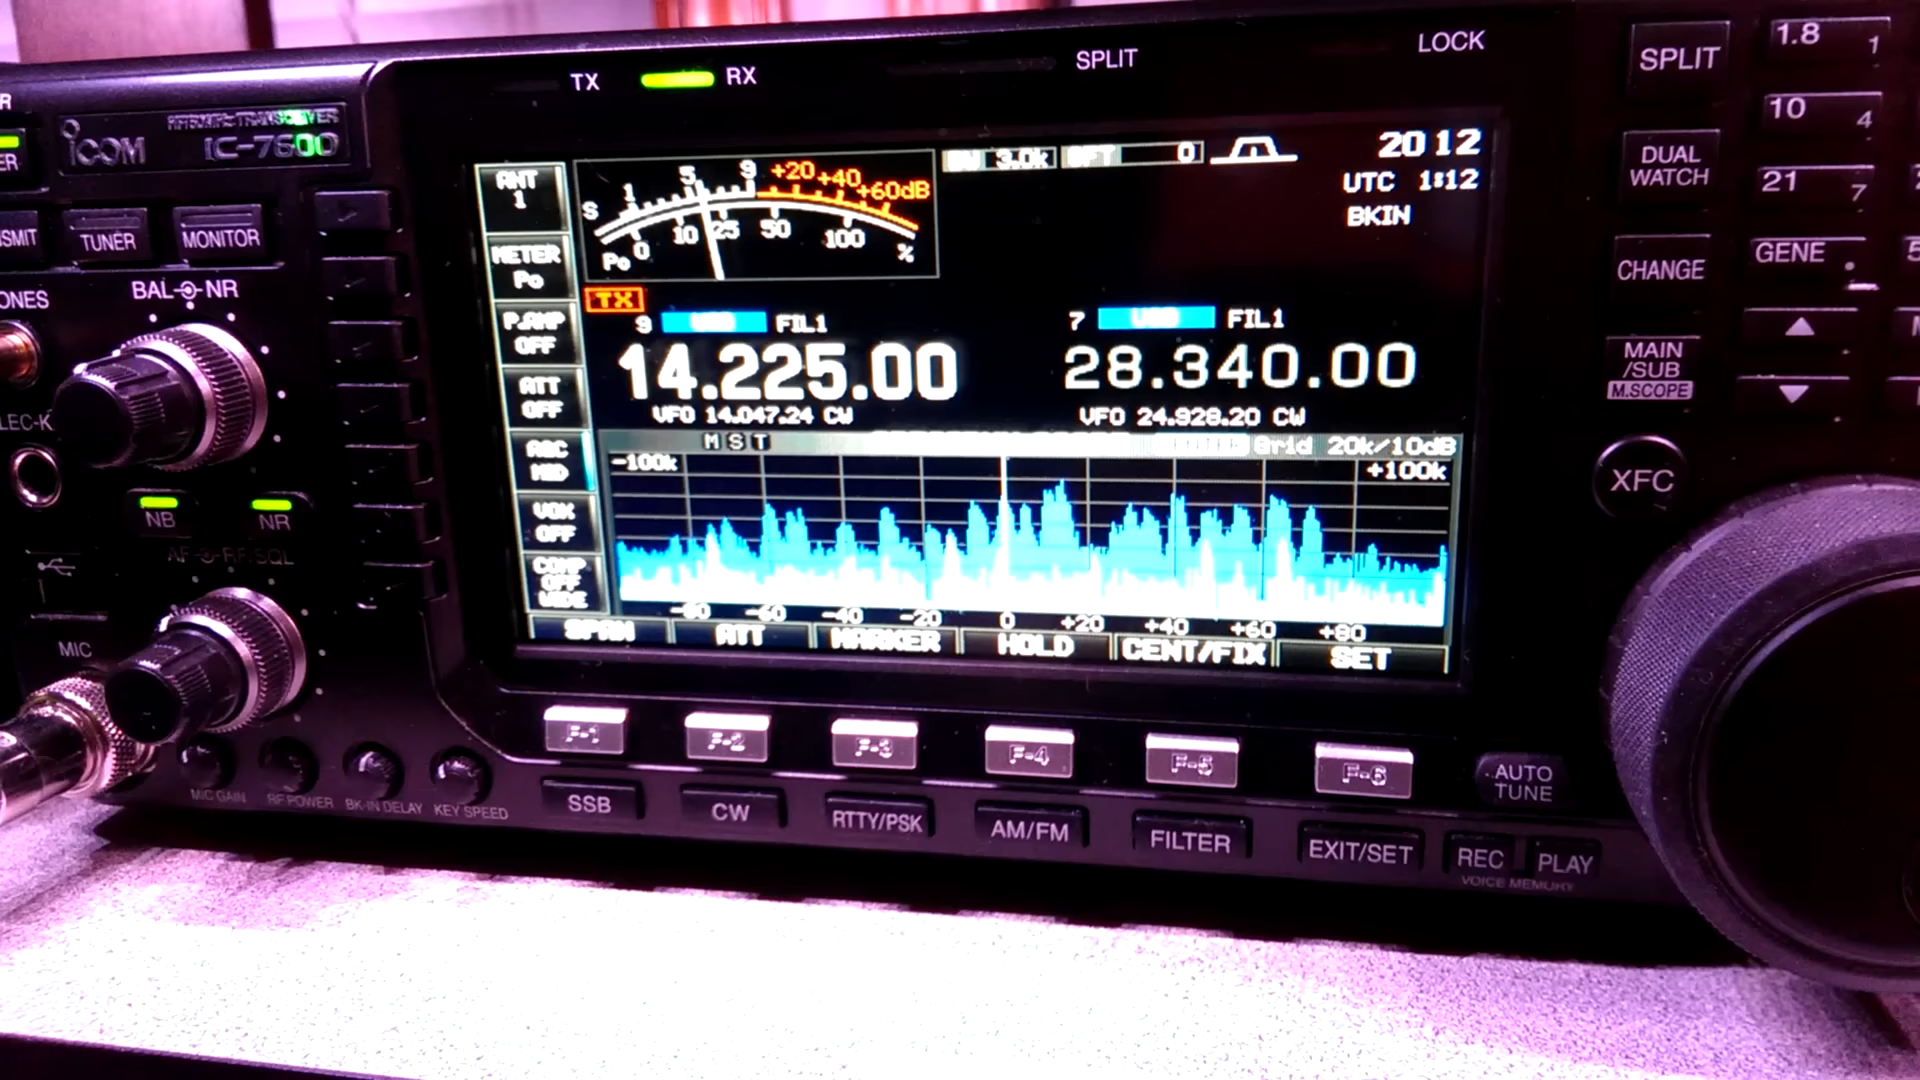 TX RX SPLIT LOCK
SPLIT
1.8 1
10 4
21 7
GENE .
DUAL WATCH
CHANGE
MAIN /SUB
M.SCOPE
XFC
AUTO TUNE
ICOM
HF/50MHz TRANSCEIVER
IC-7600
TUNER
MONITOR
BAL NR
NB
NR
AF RF/SQL
MIC
MIC GAIN
RF POWER
BK-IN DELAY
KEY SPEED
ANT 1
METER Po
P.AMP OFF
ATT OFF
AGC MID
VOX OFF
COMP OFF WIDE
S 1 5 9 +20 +40 +60dB
Po 0 10 25 50 100 %
BW 3.0k SFT 0
20 12
UTC 1:12
BKIN
TX
9 USB FIL1
14.225.00
VFO 14.047.24 CW
7 USB FIL1
28.340.00
VFO 24.928.20 CW
M S T
Grid 20k/10dB
-100k +100k
-80 -60 -40 -20 0 +20 +40 +60 +80
SPAN ATT MARKER HOLD CENT/FIX SET
F-1 F-2 F-3 F-4 F-5 F-6
SSB CW RTTY/PSK AM/FM FILTER EXIT/SET REC PLAY
VOICE MEMORY